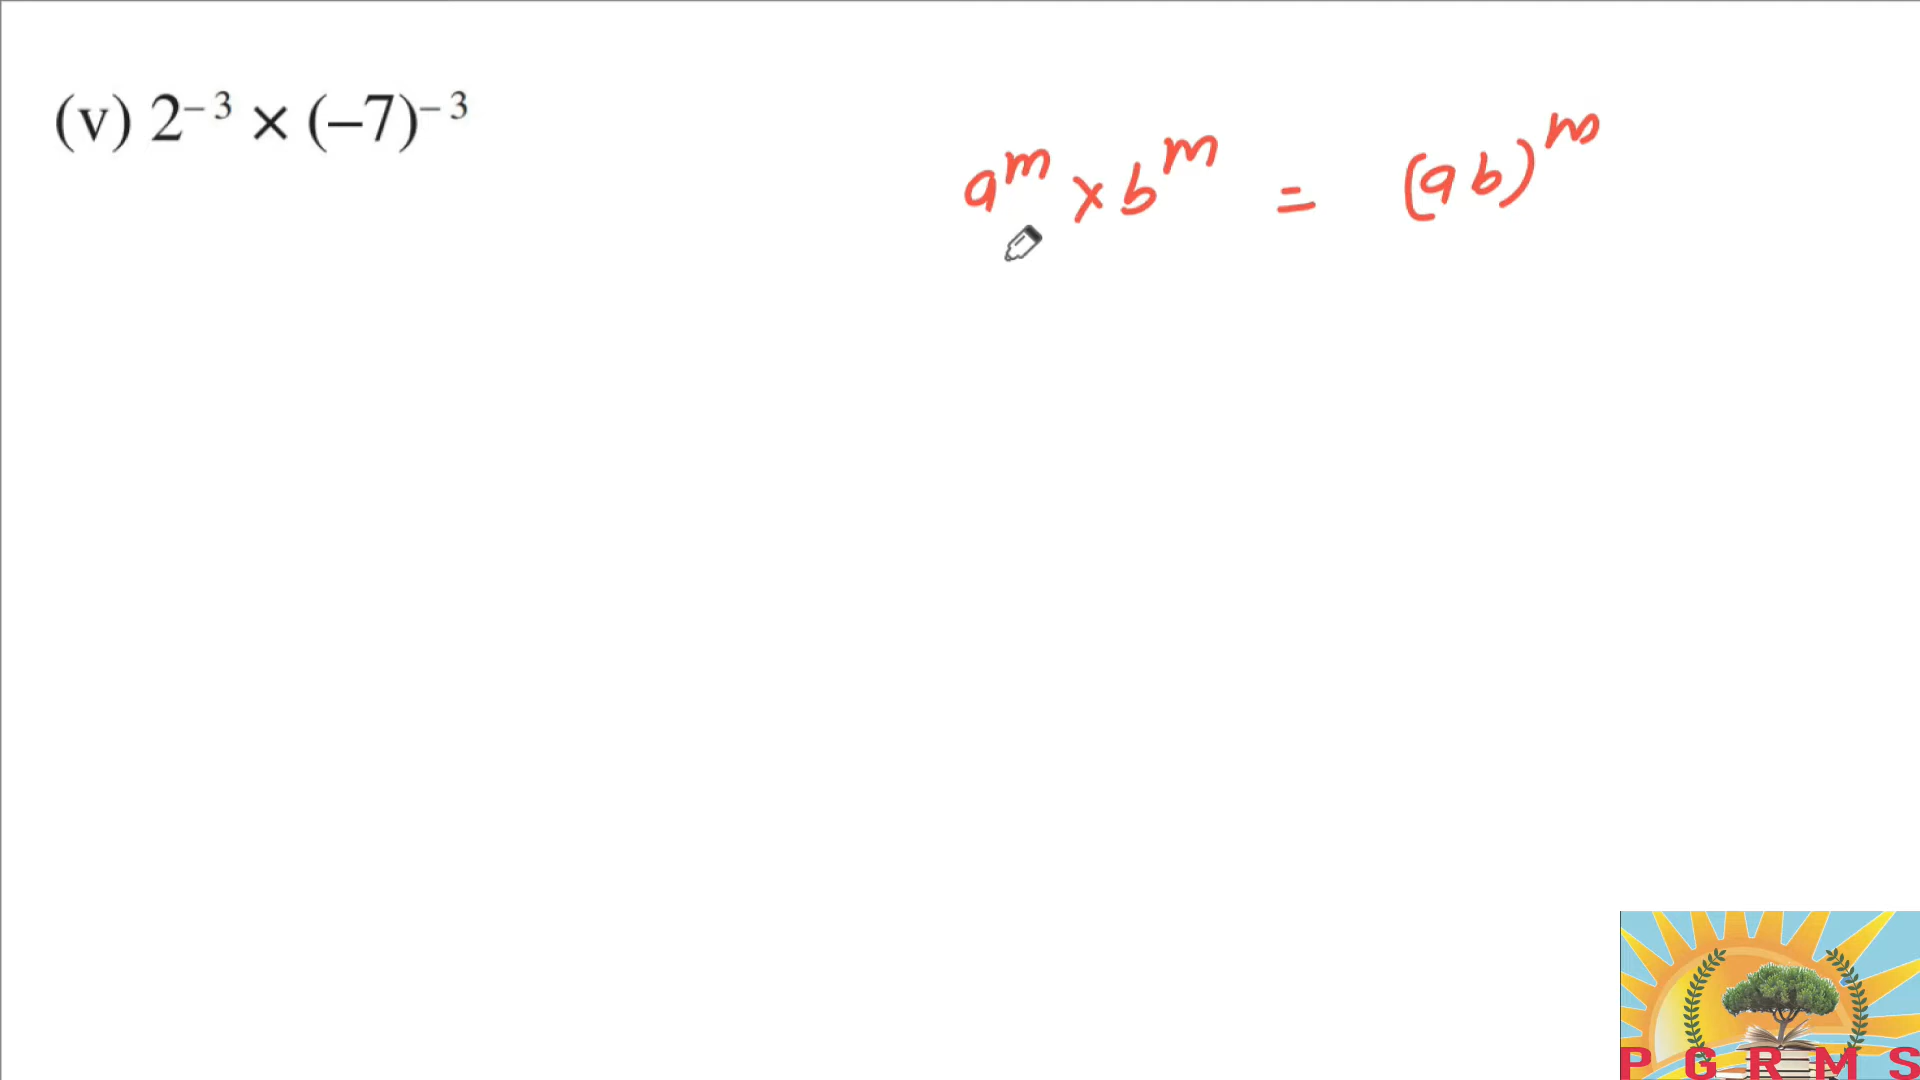 (v) 2⁻³ × (–7)⁻³
aᵐ × bᵐ = (ab)ᵐ
P G R M S